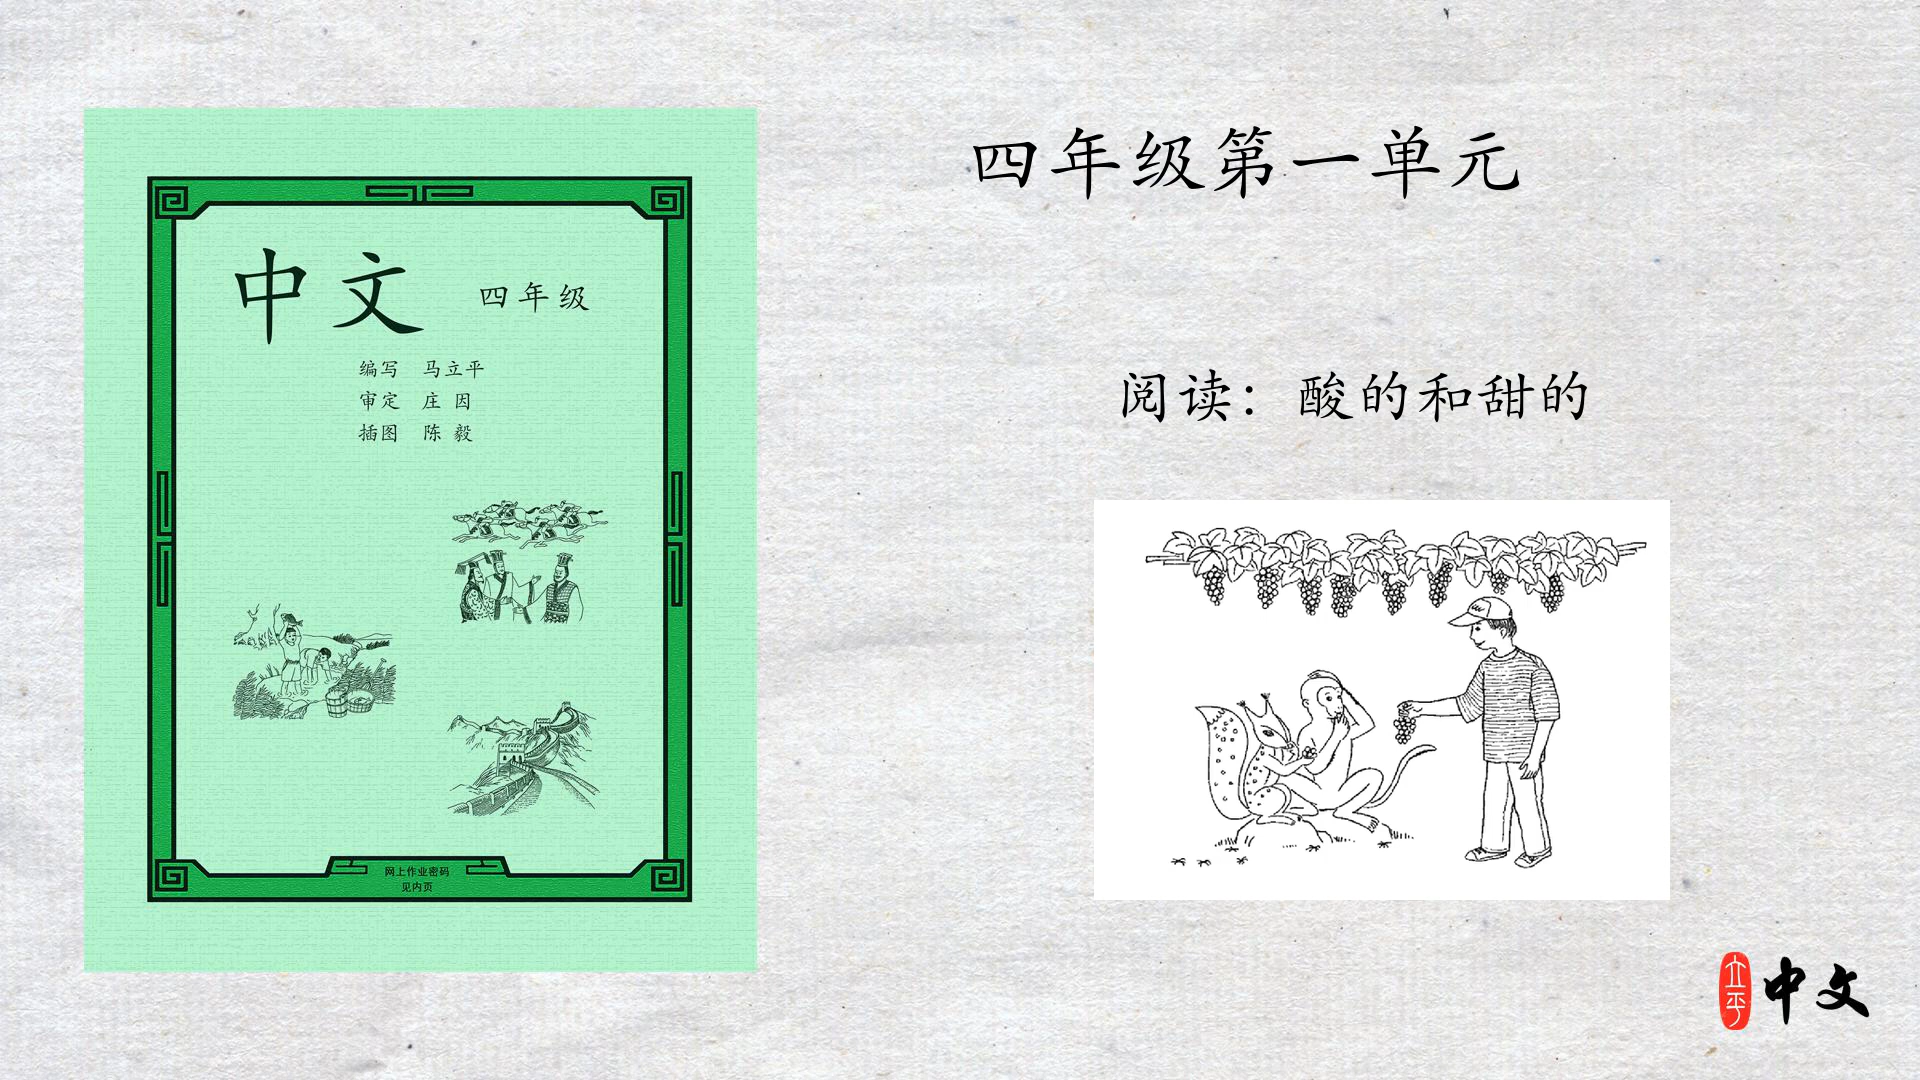 中文 四年级
编写 马立平
审定 庄因
插图 陈毅
网上作业密码
见内页
四年级第一单元
阅读：酸的和甜的
立平 中文